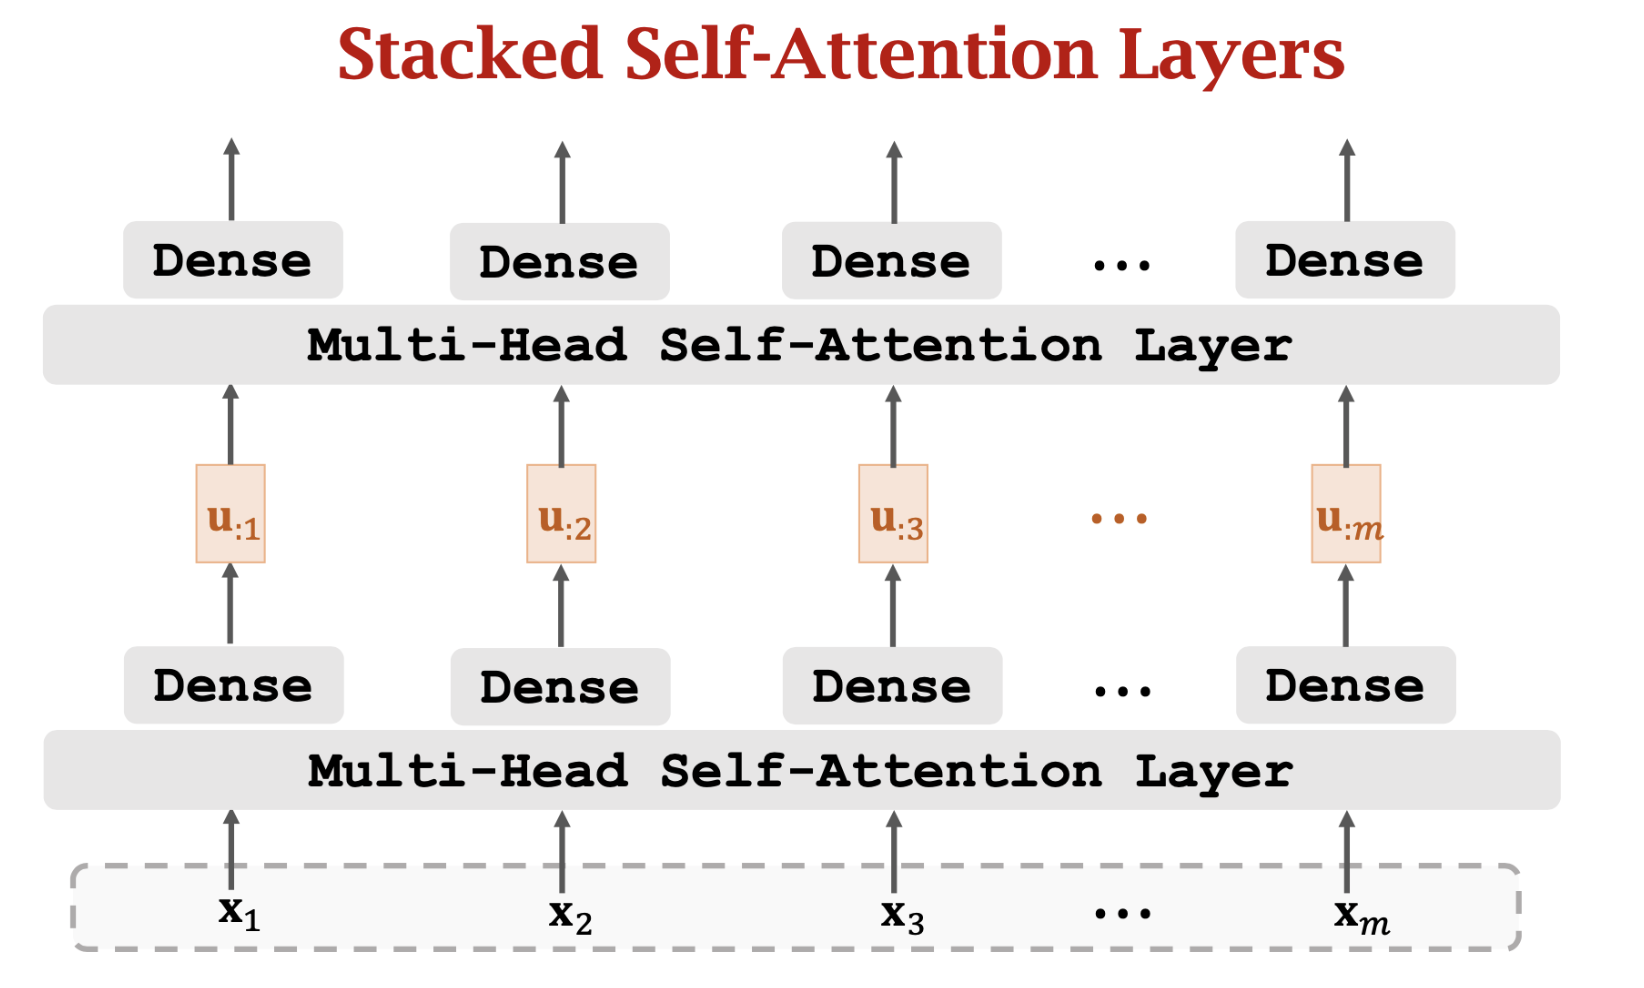 Stacked Self-Attention Layers
Dense Dense Dense ... Dense
Multi-Head Self-Attention Layer
u:1 u:2 u:3 ... u:m
Dense Dense Dense ... Dense
Multi-Head Self-Attention Layer
x1 x2 x3 ... xm